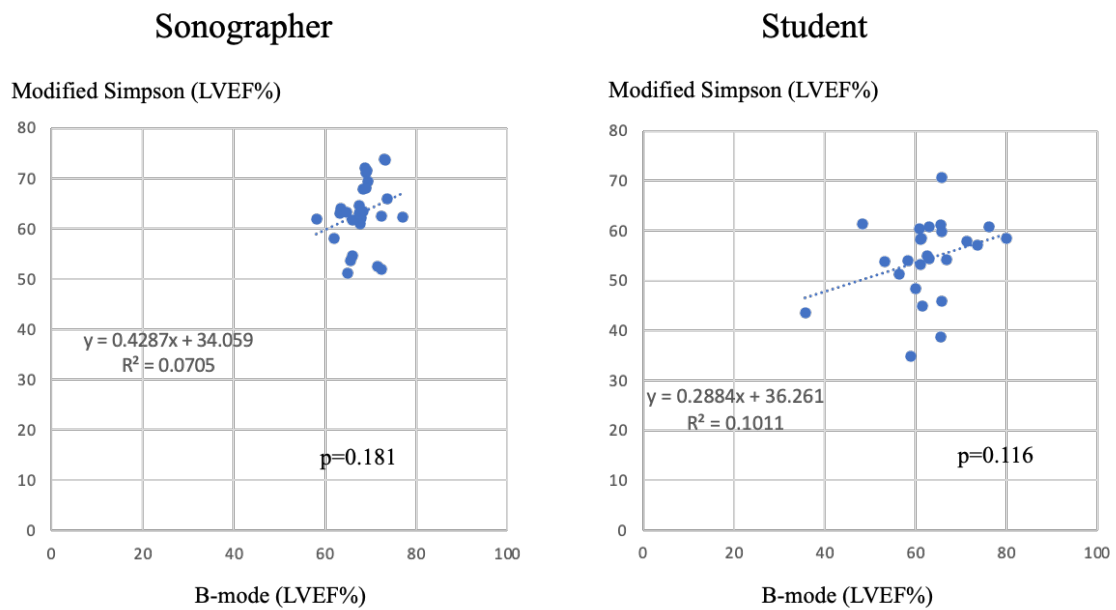 Sonographer
Modified Simpson (LVEF%)
80
70
60
50
40
30
20
10
0
y = 0.4287x + 34.059
R² = 0.0705
p=0.181
0 20 40 60 80 100
B-mode (LVEF%)
Student
Modified Simpson (LVEF%)
80
70
60
50
40
30
20
10
0
y = 0.2884x + 36.261
R² = 0.1011
p=0.116
0 20 40 60 80 100
B-mode (LVEF%)